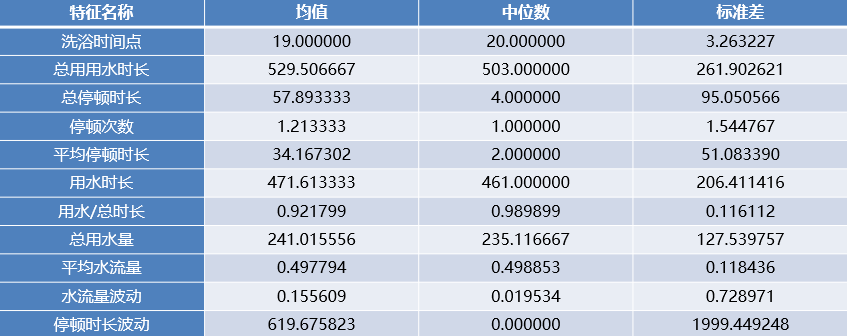 特征名称 均值 中位数 标准差
洗浴时间点 19.000000 20.000000 3.263227
总用用水时长 529.506667 503.000000 261.902621
总停顿时长 57.893333 4.000000 95.050566
停顿次数 1.213333 1.000000 1.544767
平均停顿时长 34.167302 2.000000 51.083390
用水时长 471.613333 461.000000 206.411416
用水/总时长 0.921799 0.989899 0.116112
总用水量 241.015556 235.116667 127.539757
平均水流量 0.497794 0.498853 0.118436
水流量波动 0.155609 0.019534 0.728971
停顿时长波动 619.675823 0.000000 1999.449248